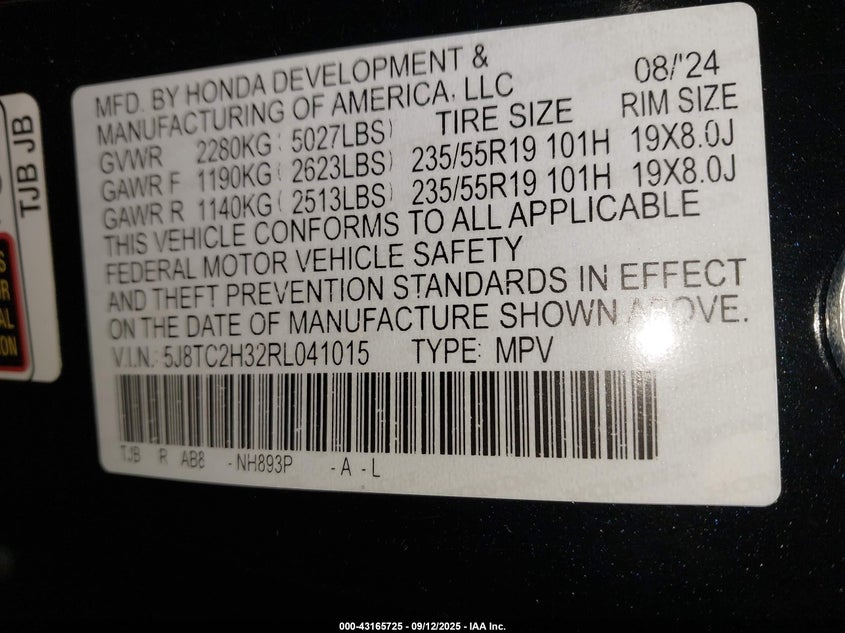 MFD. BY HONDA DEVELOPMENT &
MANUFACTURING OF AMERICA, LLC 08/'24
GVWR 2280KG ( 5027LBS) TIRE SIZE RIM SIZE
GAWR F 1190KG ( 2623LBS) 235/55R19 101H 19X8.0J
GAWR R 1140KG ( 2513LBS) 235/55R19 101H 19X8.0J
THIS VEHICLE CONFORMS TO ALL APPLICABLE
FEDERAL MOTOR VEHICLE SAFETY
AND THEFT PREVENTION STANDARDS IN EFFECT
ON THE DATE OF MANUFACTURE SHOWN ABOVE.
V.I.N.: 5J8TC2H32RL041015 TYPE: MPV
TJB R AB8 -NH893P -A -L
TJB JB
000-43165725 - 09/12/2025 - IAA Inc.